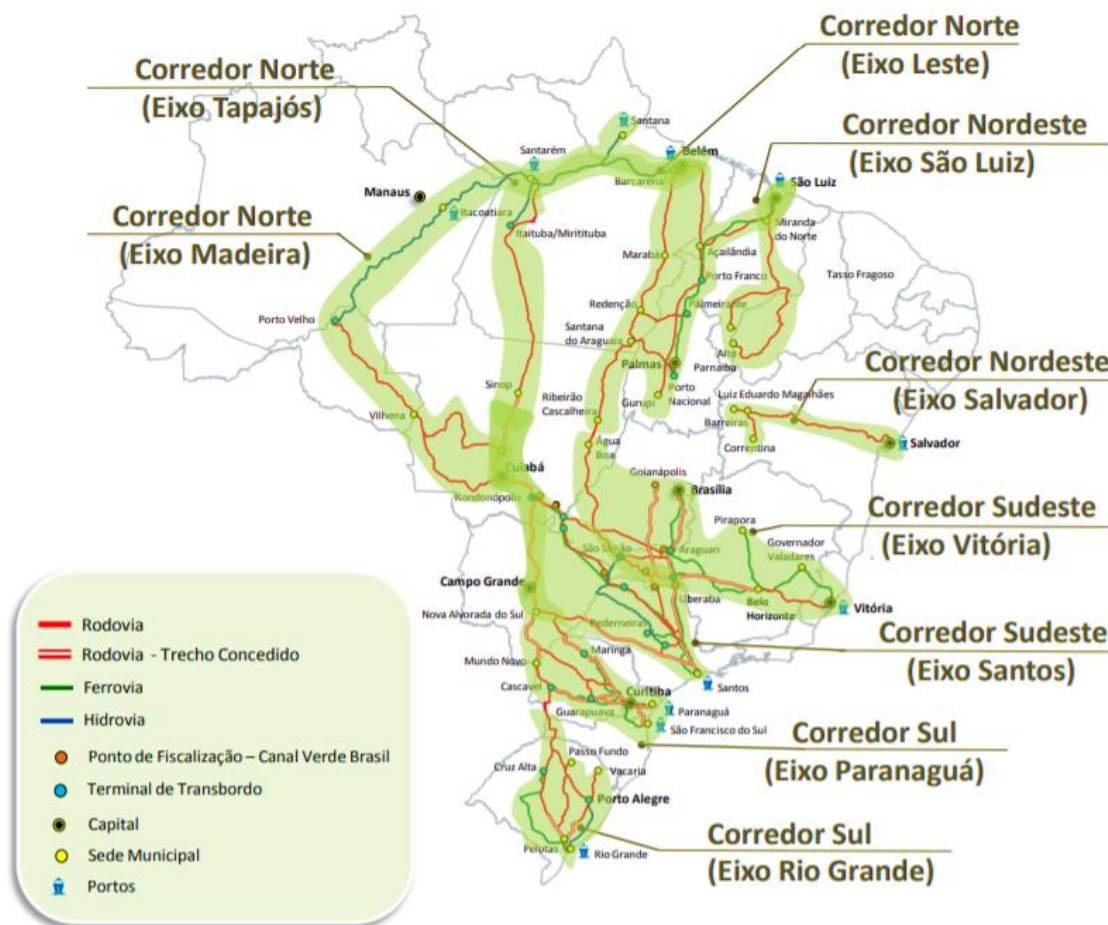 Corredor Norte
(Eixo Leste)
Corredor Norte
(Eixo Tapajós)
Corredor Nordeste
(Eixo São Luiz)
Corredor Norte
(Eixo Madeira)
Santana
Santarém
Belém
Barcarena
São Luiz
Manaus
Itacoatiara
Itaituba/Miritituba
Miranda
do Norte
Marabá
Açailândia
Porto Franco
Tasso Fragoso
Porto Velho
Redenção
Palmeirante
Santana
do Araguaia
Alto
Parnaíba
Palmas
Porto
Nacional
Sinop
Gurupi
Ribeirão
Cascalheira
Luiz Eduardo Magalhães
Corredor Nordeste
(Eixo Salvador)
Vilhena
Barreiras
Correntina
Salvador
Água
Boa
Cuiabá
Goianápolis
Brasília
Rondonópolis
Pirapora
Corredor Sudeste
(Eixo Vitória)
Governador
Valadares
São Simão
Araguari
Campo Grande
Uberaba
Belo
Horizonte
Vitória
Nova Alvorada do Sul
Pederneiras
Corredor Sudeste
(Eixo Santos)
Maringa
Mundo Novo
Santos
Cascavel
Curitiba
Paranaguá
Guarapuava
São Francisco do Sul
Corredor Sul
(Eixo Paranaguá)
Passo Fundo
Cruz Alta
Vacaria
Porto Alegre
Corredor Sul
(Eixo Rio Grande)
Pelotas
Rio Grande
Rodovia
Rodovia - Trecho Concedido
Ferrovia
Hidrovia
Ponto de Fiscalização – Canal Verde Brasil
Terminal de Transbordo
Capital
Sede Municipal
Portos